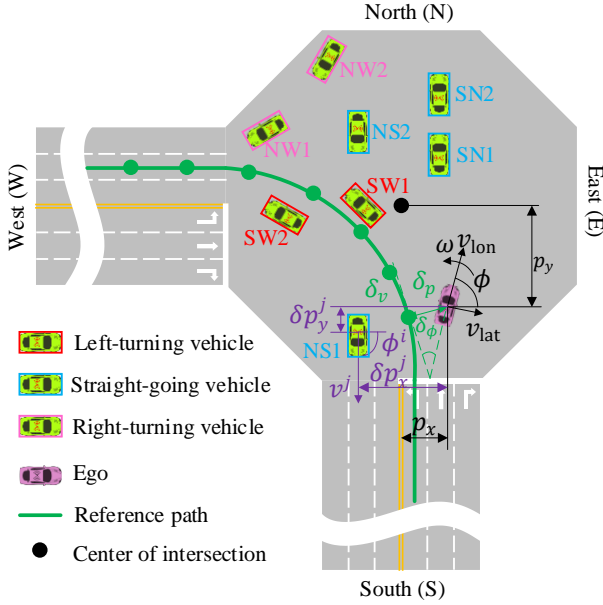 North (N)
NW2
SN2
NS2
NW1
SN1
SW1
SW2
West (W)
East (E)
ω
v_lon
ϕ
p_y
δ_p
δ_v
v_lat
δ_ϕ
δp_y^j
NS1
ϕ^i
δp_x^j
v^j
p_x
Left-turning vehicle
Straight-going vehicle
Right-turning vehicle
Ego
Reference path
Center of intersection
South (S)